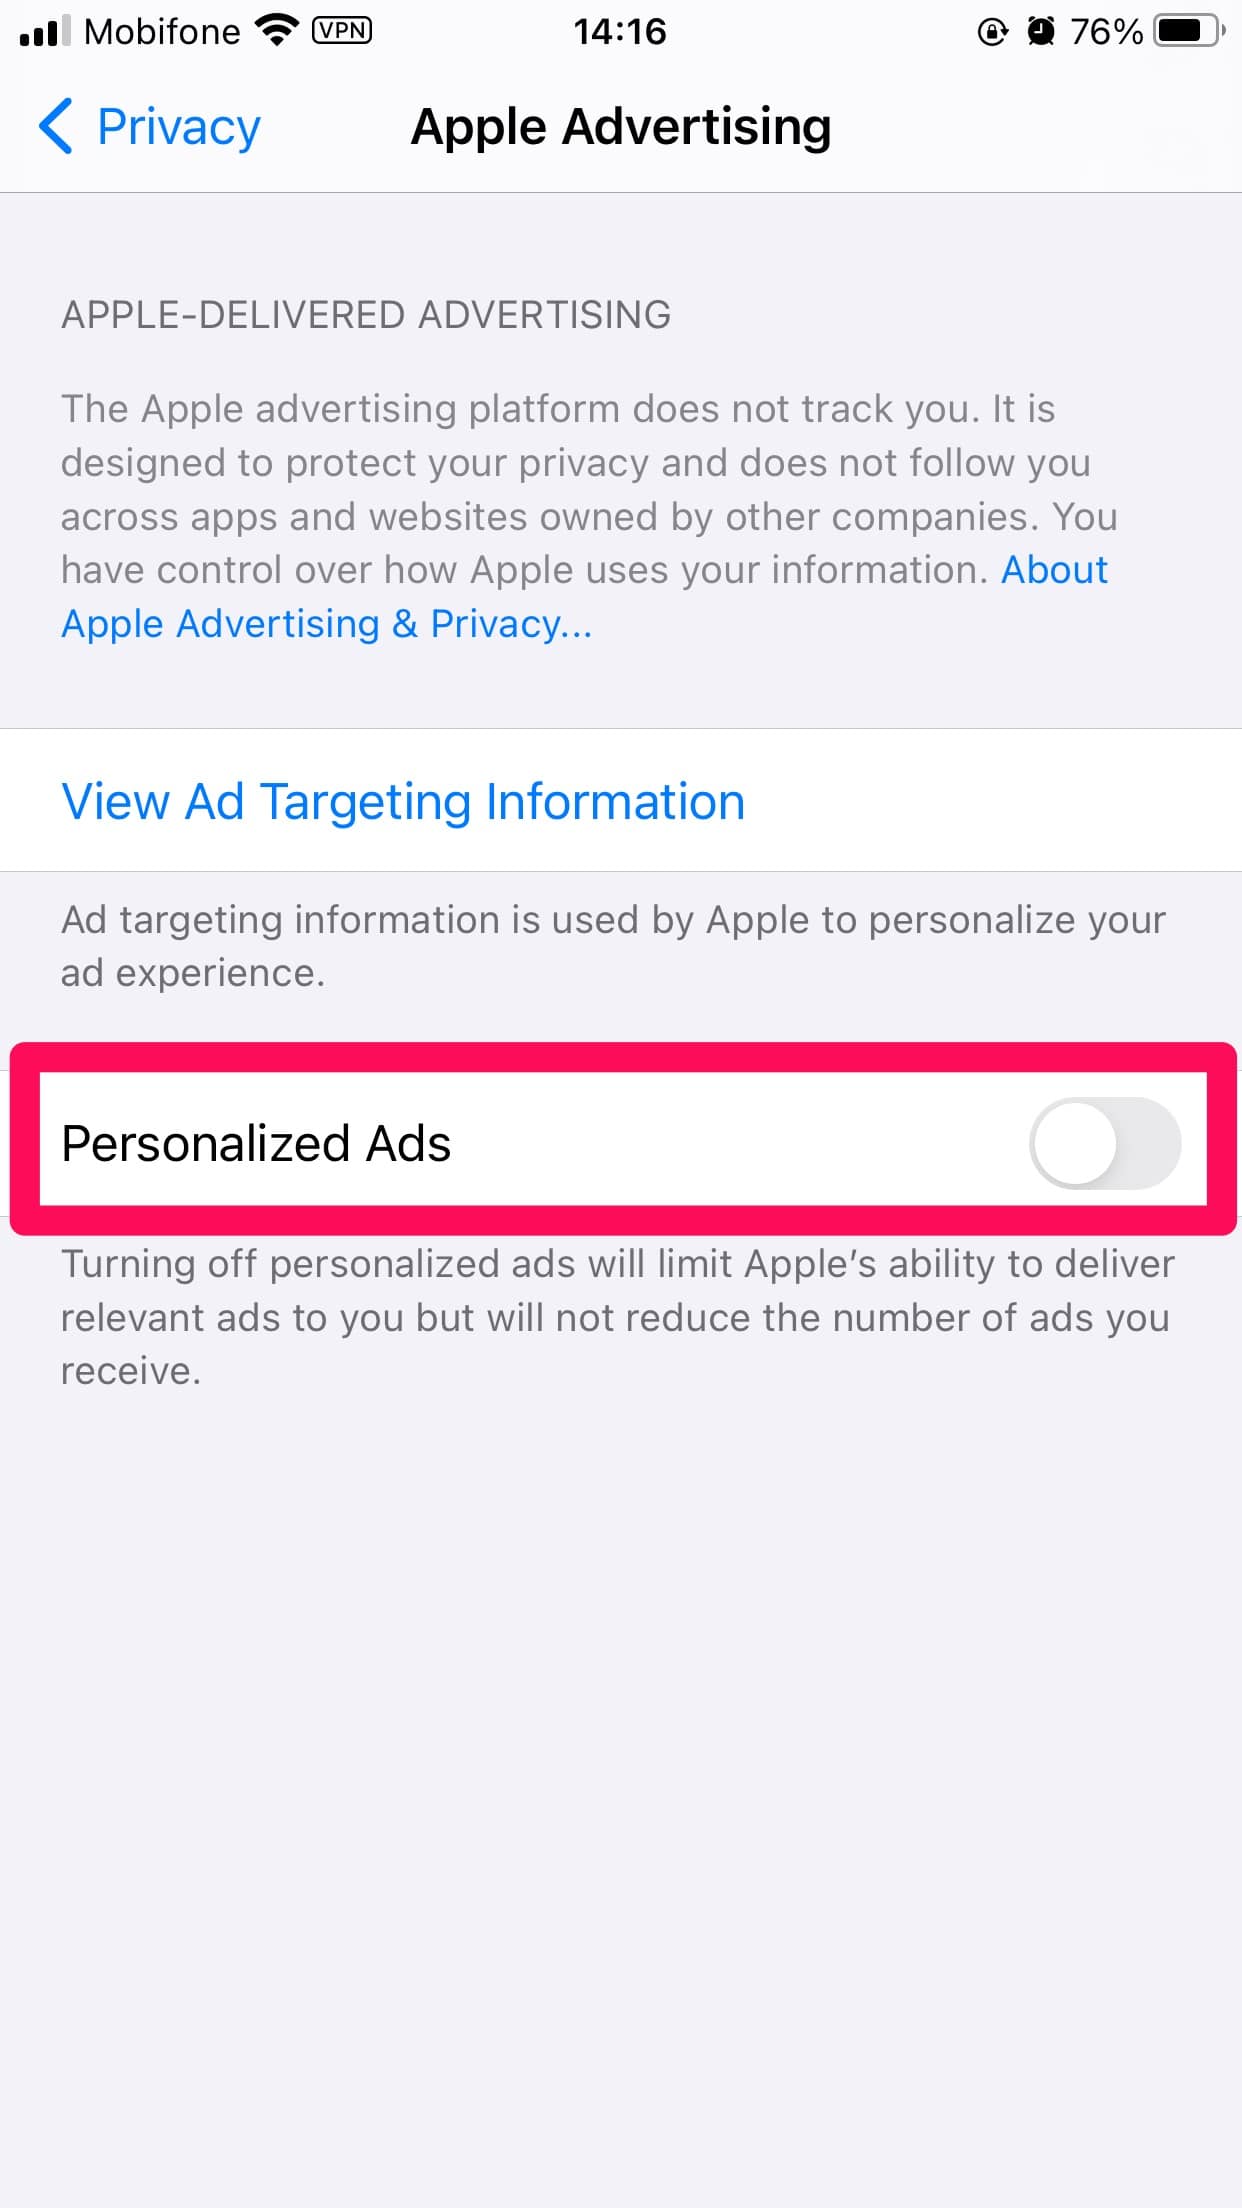 Mobifone VPN 14:16 76%
Privacy Apple Advertising
APPLE-DELIVERED ADVERTISING
The Apple advertising platform does not track you. It is
designed to protect your privacy and does not follow you
across apps and websites owned by other companies. You
have control over how Apple uses your information. About
Apple Advertising & Privacy...
View Ad Targeting Information
Ad targeting information is used by Apple to personalize your
ad experience.
Personalized Ads
Turning off personalized ads will limit Apple’s ability to deliver
relevant ads to you but will not reduce the number of ads you
receive.